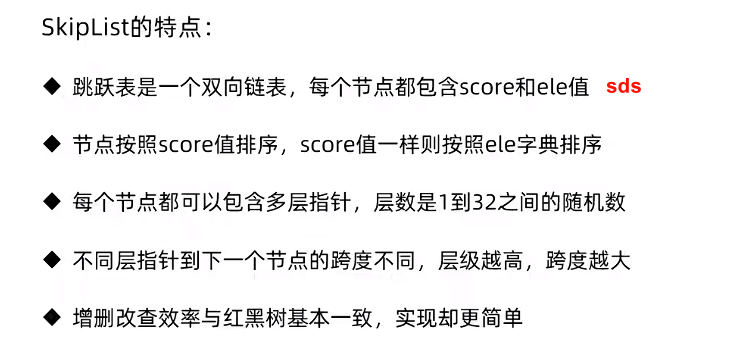 SkipList的特点：
◆ 跳跃表是一个双向链表，每个节点都包含score和ele值 sds
◆ 节点按照score值排序，score值一样则按照ele字典排序
◆ 每个节点都可以包含多层指针，层数是1到32之间的随机数
◆ 不同层指针到下一个节点的跨度不同，层级越高，跨度越大
◆ 增删改查效率与红黑树基本一致，实现却更简单